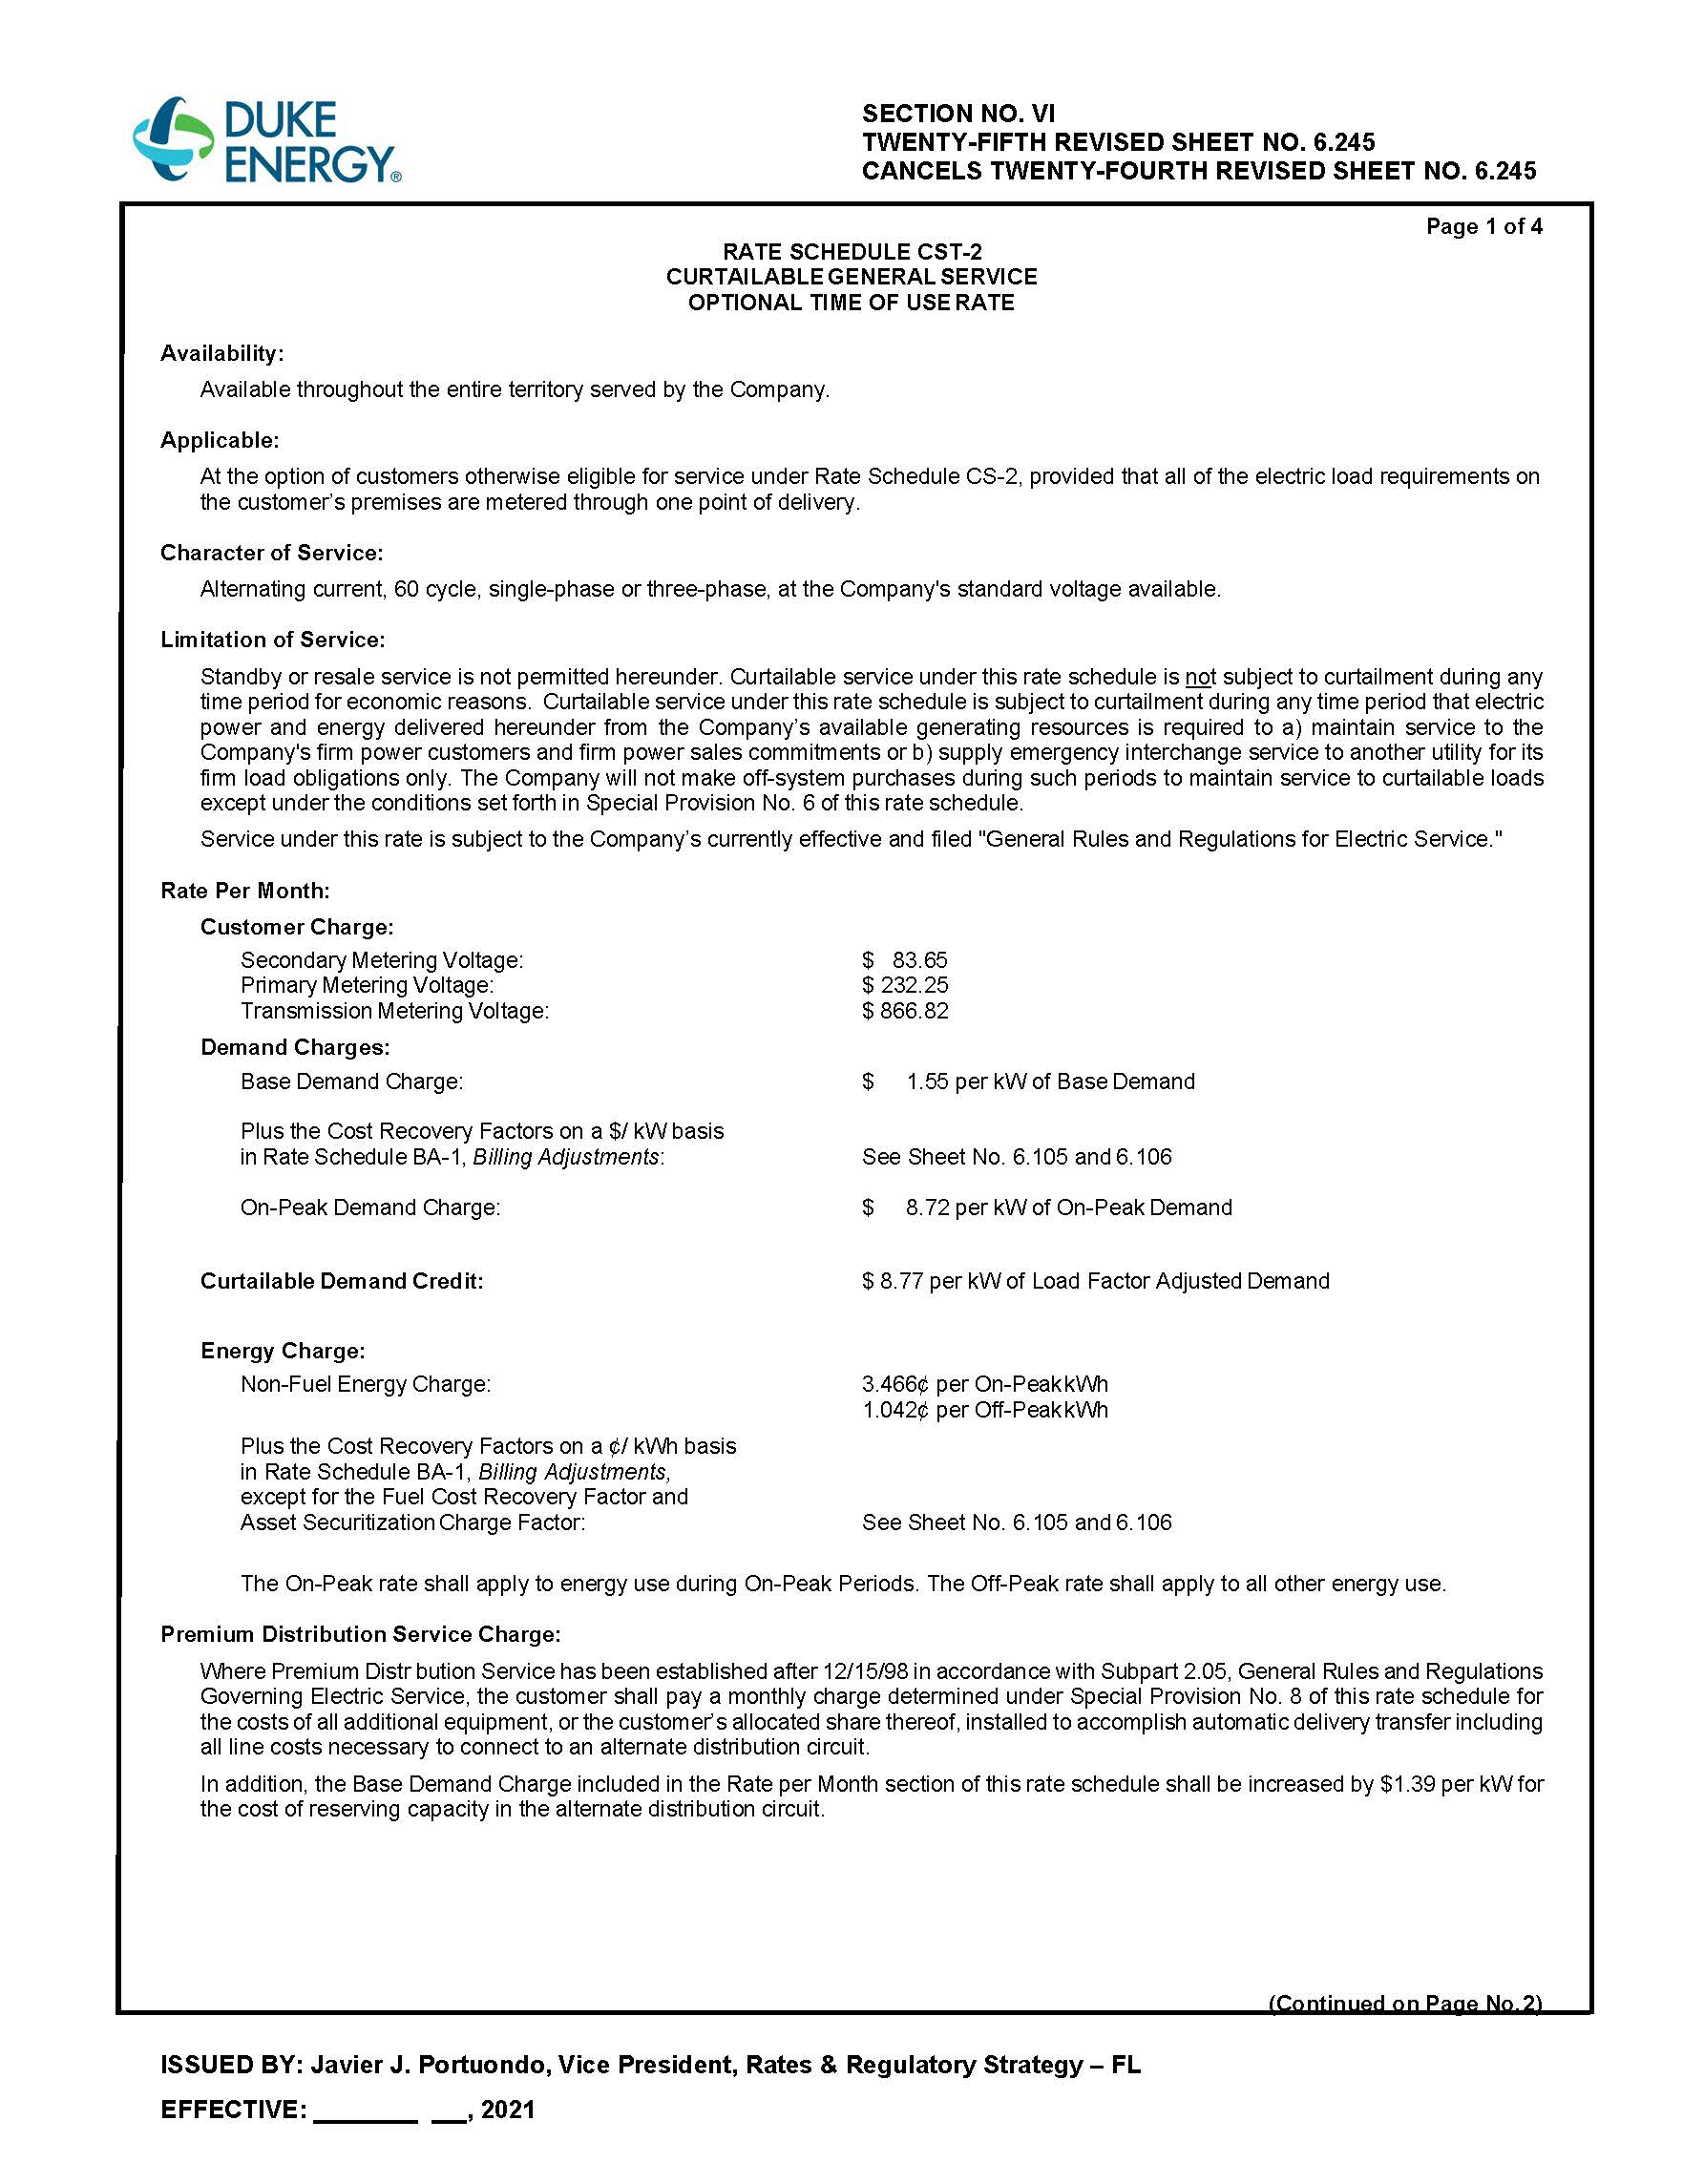 DUKE
ENERGY®
SECTION NO. VI
TWENTY-FIFTH REVISED SHEET NO. 6.245
CANCELS TWENTY-FOURTH REVISED SHEET NO. 6.245
Page 1 of 4
RATE SCHEDULE CST-2
CURTAILABLE GENERAL SERVICE
OPTIONAL TIME OF USE RATE
Availability:
Available throughout the entire territory served by the Company.
Applicable:
At the option of customers otherwise eligible for service under Rate Schedule CS-2, provided that all of the electric load requirements on
the customer’s premises are metered through one point of delivery.
Character of Service:
Alternating current, 60 cycle, single-phase or three-phase, at the Company's standard voltage available.
Limitation of Service:
Standby or resale service is not permitted hereunder. Curtailable service under this rate schedule is not subject to curtailment during any
time period for economic reasons. Curtailable service under this rate schedule is subject to curtailment during any time period that electric
power and energy delivered hereunder from the Company’s available generating resources is required to a) maintain service to the
Company's firm power customers and firm power sales commitments or b) supply emergency interchange service to another utility for its
firm load obligations only. The Company will not make off-system purchases during such periods to maintain service to curtailable loads
except under the conditions set forth in Special Provision No. 6 of this rate schedule.
Service under this rate is subject to the Company’s currently effective and filed "General Rules and Regulations for Electric Service."
Rate Per Month:
Customer Charge:
Secondary Metering Voltage: $ 83.65
Primary Metering Voltage: $ 232.25
Transmission Metering Voltage: $ 866.82
Demand Charges:
Base Demand Charge: $ 1.55 per kW of Base Demand
Plus the Cost Recovery Factors on a $/ kW basis
in Rate Schedule BA-1, Billing Adjustments: See Sheet No. 6.105 and 6.106
On-Peak Demand Charge: $ 8.72 per kW of On-Peak Demand
Curtailable Demand Credit: $ 8.77 per kW of Load Factor Adjusted Demand
Energy Charge:
Non-Fuel Energy Charge: 3.466¢ per On-Peak kWh
1.042¢ per Off-Peak kWh
Plus the Cost Recovery Factors on a ¢/ kWh basis
in Rate Schedule BA-1, Billing Adjustments,
except for the Fuel Cost Recovery Factor and
Asset Securitization Charge Factor: See Sheet No. 6.105 and 6.106
The On-Peak rate shall apply to energy use during On-Peak Periods. The Off-Peak rate shall apply to all other energy use.
Premium Distribution Service Charge:
Where Premium Distr bution Service has been established after 12/15/98 in accordance with Subpart 2.05, General Rules and Regulations
Governing Electric Service, the customer shall pay a monthly charge determined under Special Provision No. 8 of this rate schedule for
the costs of all additional equipment, or the customer’s allocated share thereof, installed to accomplish automatic delivery transfer including
all line costs necessary to connect to an alternate distribution circuit.
In addition, the Base Demand Charge included in the Rate per Month section of this rate schedule shall be increased by $1.39 per kW for
the cost of reserving capacity in the alternate distribution circuit.
(Continued on Page No. 2)
ISSUED BY: Javier J. Portuondo, Vice President, Rates & Regulatory Strategy – FL
EFFECTIVE: ________ ___, 2021